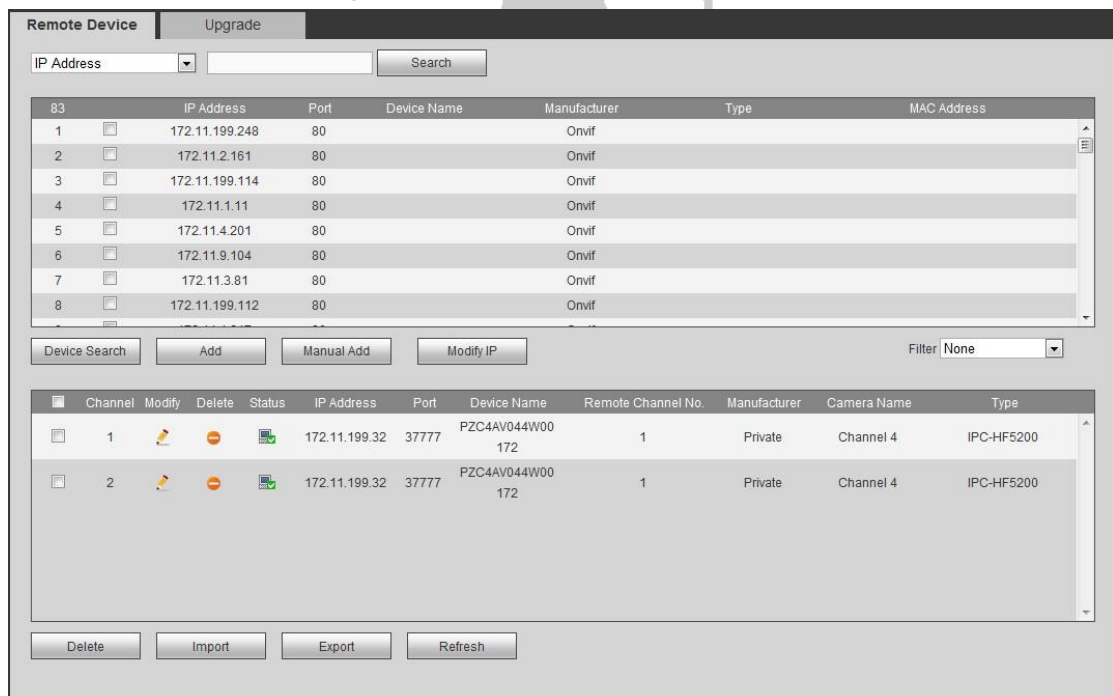 Remote Device Upgrade
IP Address Search
83 IP Address Port Device Name Manufacturer Type MAC Address
1 172.11.199.248 80 Onvif
2 172.11.2.161 80 Onvif
3 172.11.199.114 80 Onvif
4 172.11.1.11 80 Onvif
5 172.11.4.201 80 Onvif
6 172.11.9.104 80 Onvif
7 172.11.3.81 80 Onvif
8 172.11.199.112 80 Onvif
Device Search Add Manual Add Modify IP Filter None
Channel Modify Delete Status IP Address Port Device Name Remote Channel No. Manufacturer Camera Name Type
1 172.11.199.32 37777 PZC4AV044W00 1 Private Channel 4 IPC-HF5200
172
2 172.11.199.32 37777 PZC4AV044W00 1 Private Channel 4 IPC-HF5200
172
Delete Import Export Refresh